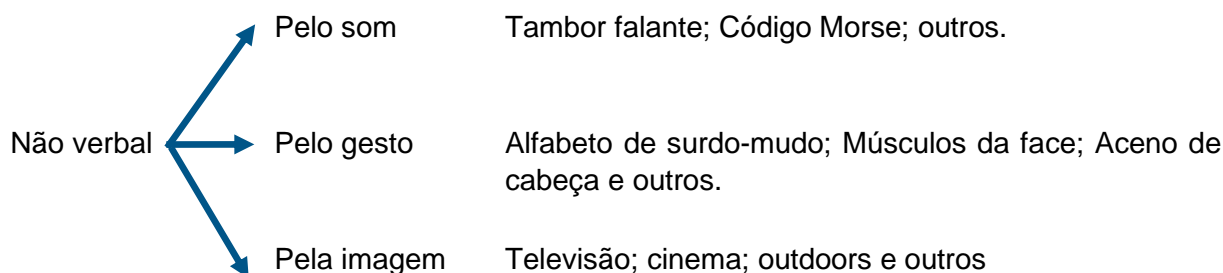 Pelo som Tambor falante; Código Morse; outros.
Não verbal Pelo gesto Alfabeto de surdo-mudo; Músculos da face; Aceno de
cabeça e outros.
Pela imagem Televisão; cinema; outdoors e outros